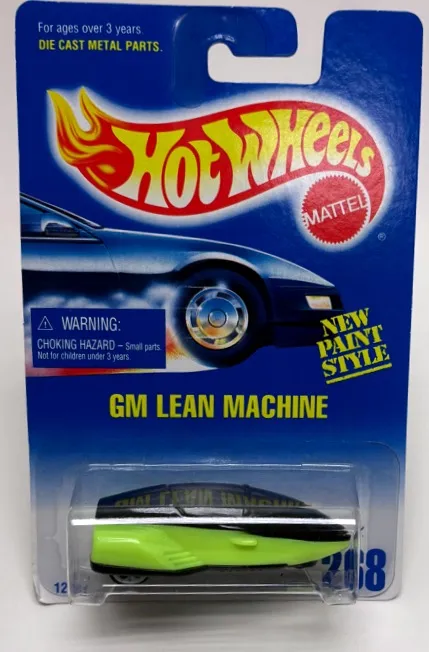 For ages over 3 years.
DIE CAST METAL PARTS.
HOT WHEELS
MATTEL
®
⚠ WARNING:
CHOKING HAZARD – Small parts.
Not for children under 3 years.
NEW
PAINT
STYLE
GM LEAN MACHINE
268